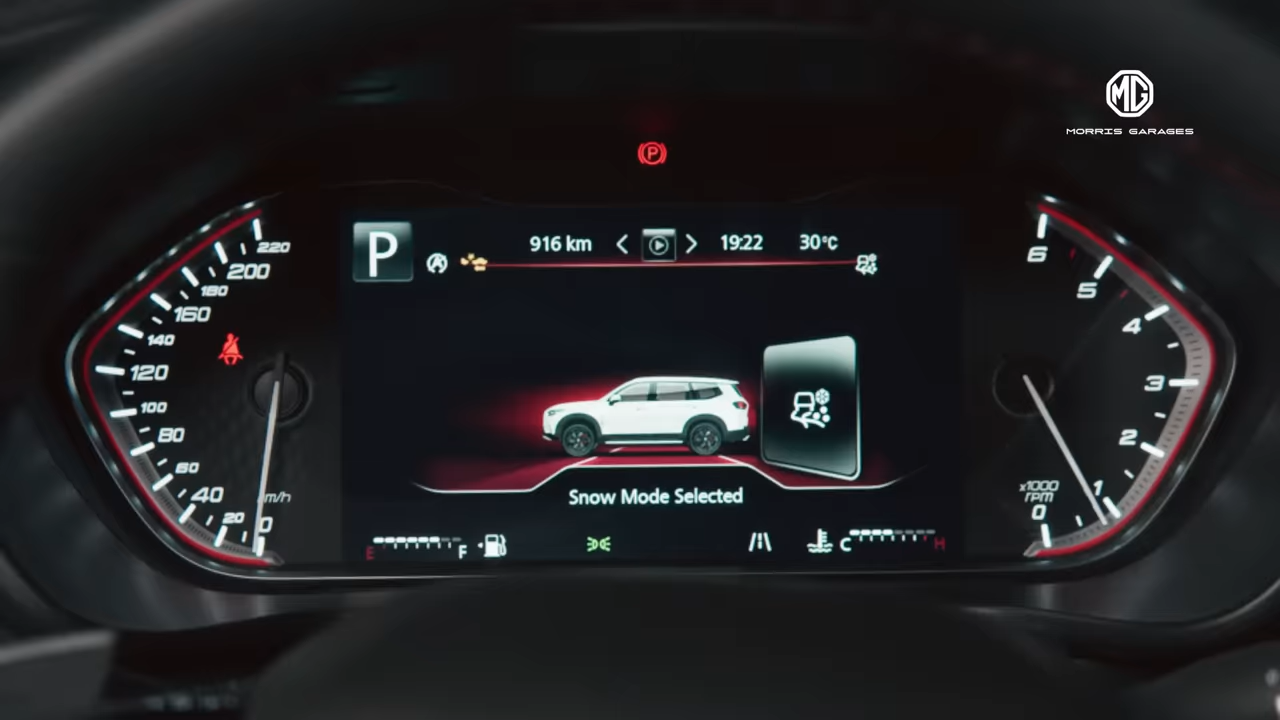 MG
MORRIS GARAGES
P
P 916 km 19:22 30°C
220
200
180
160
140
120
100
80
60
40
20
0
Snow Mode Selected
E F
C H
6
5
4
3
2
1
0
x1000
rpm